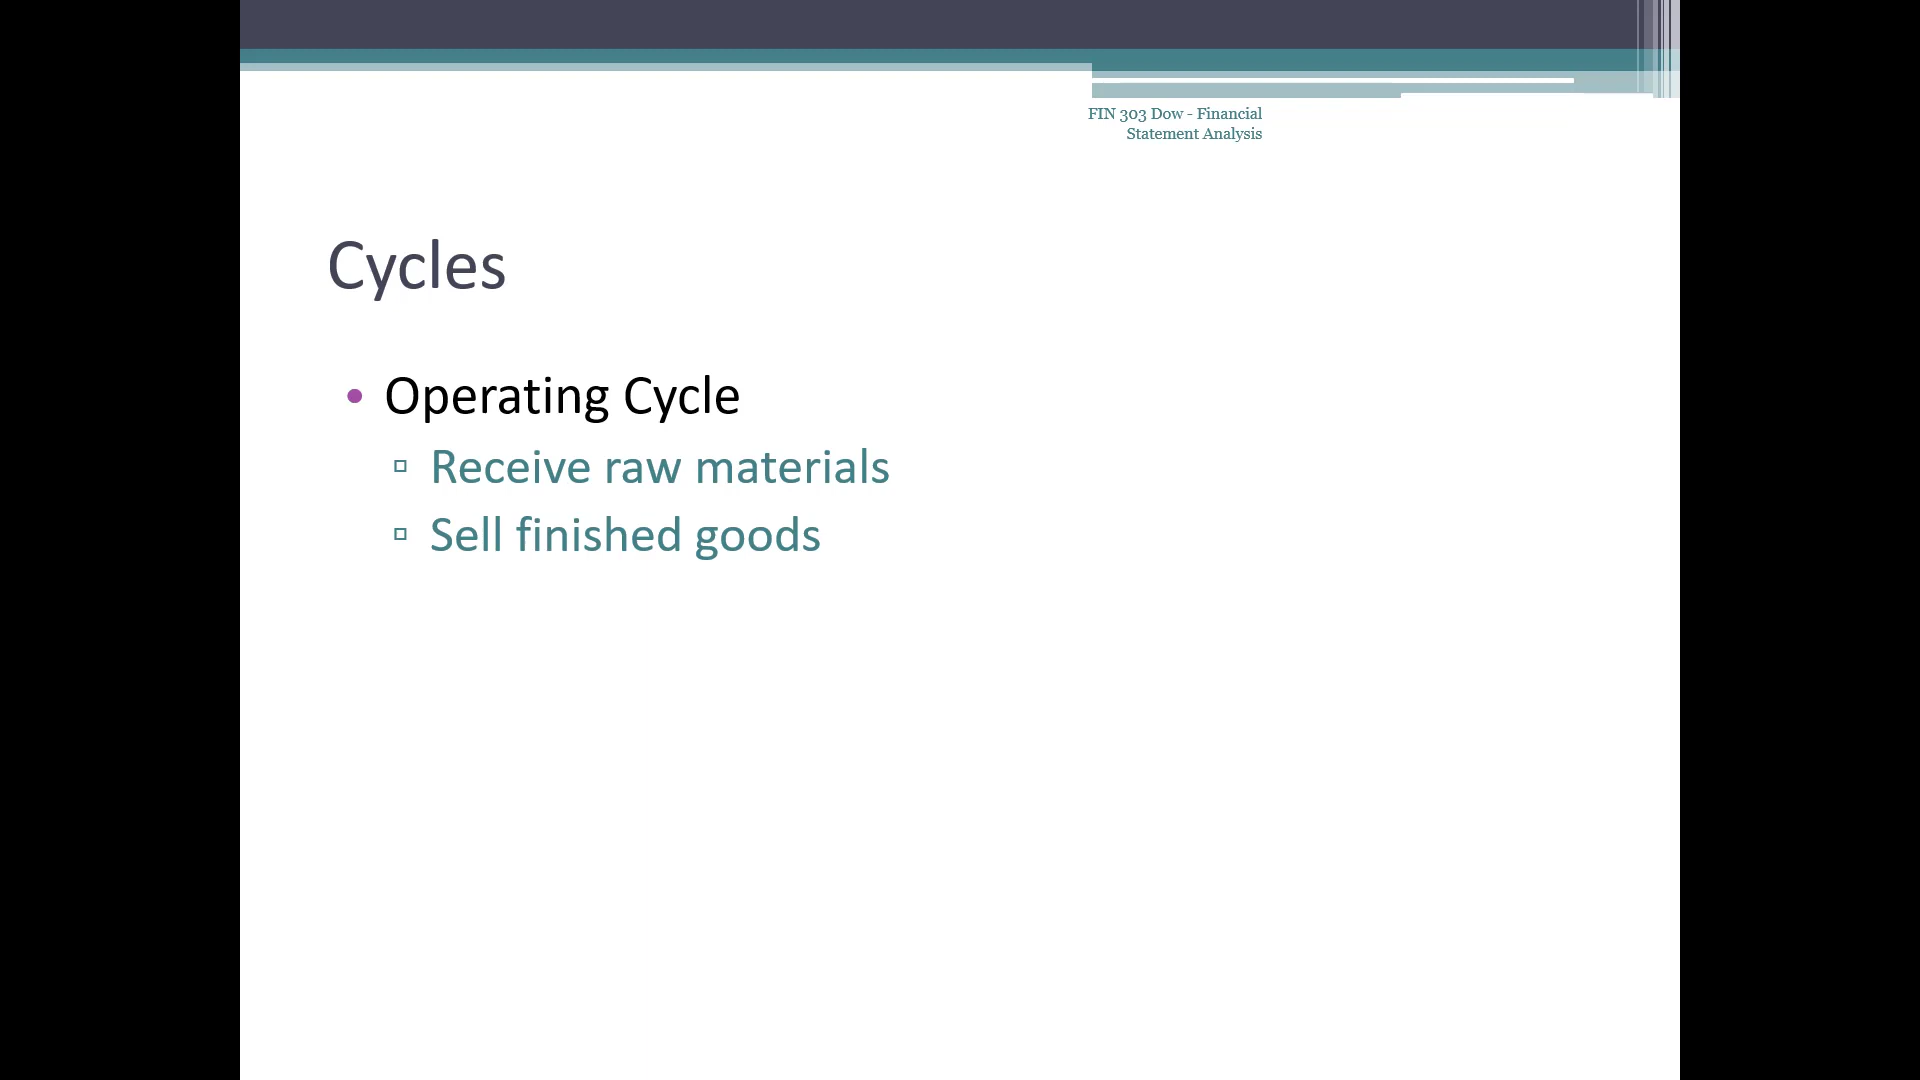 FIN 303 Dow - Financial
Statement Analysis
Cycles
• Operating Cycle
▫ Receive raw materials
▫ Sell finished goods